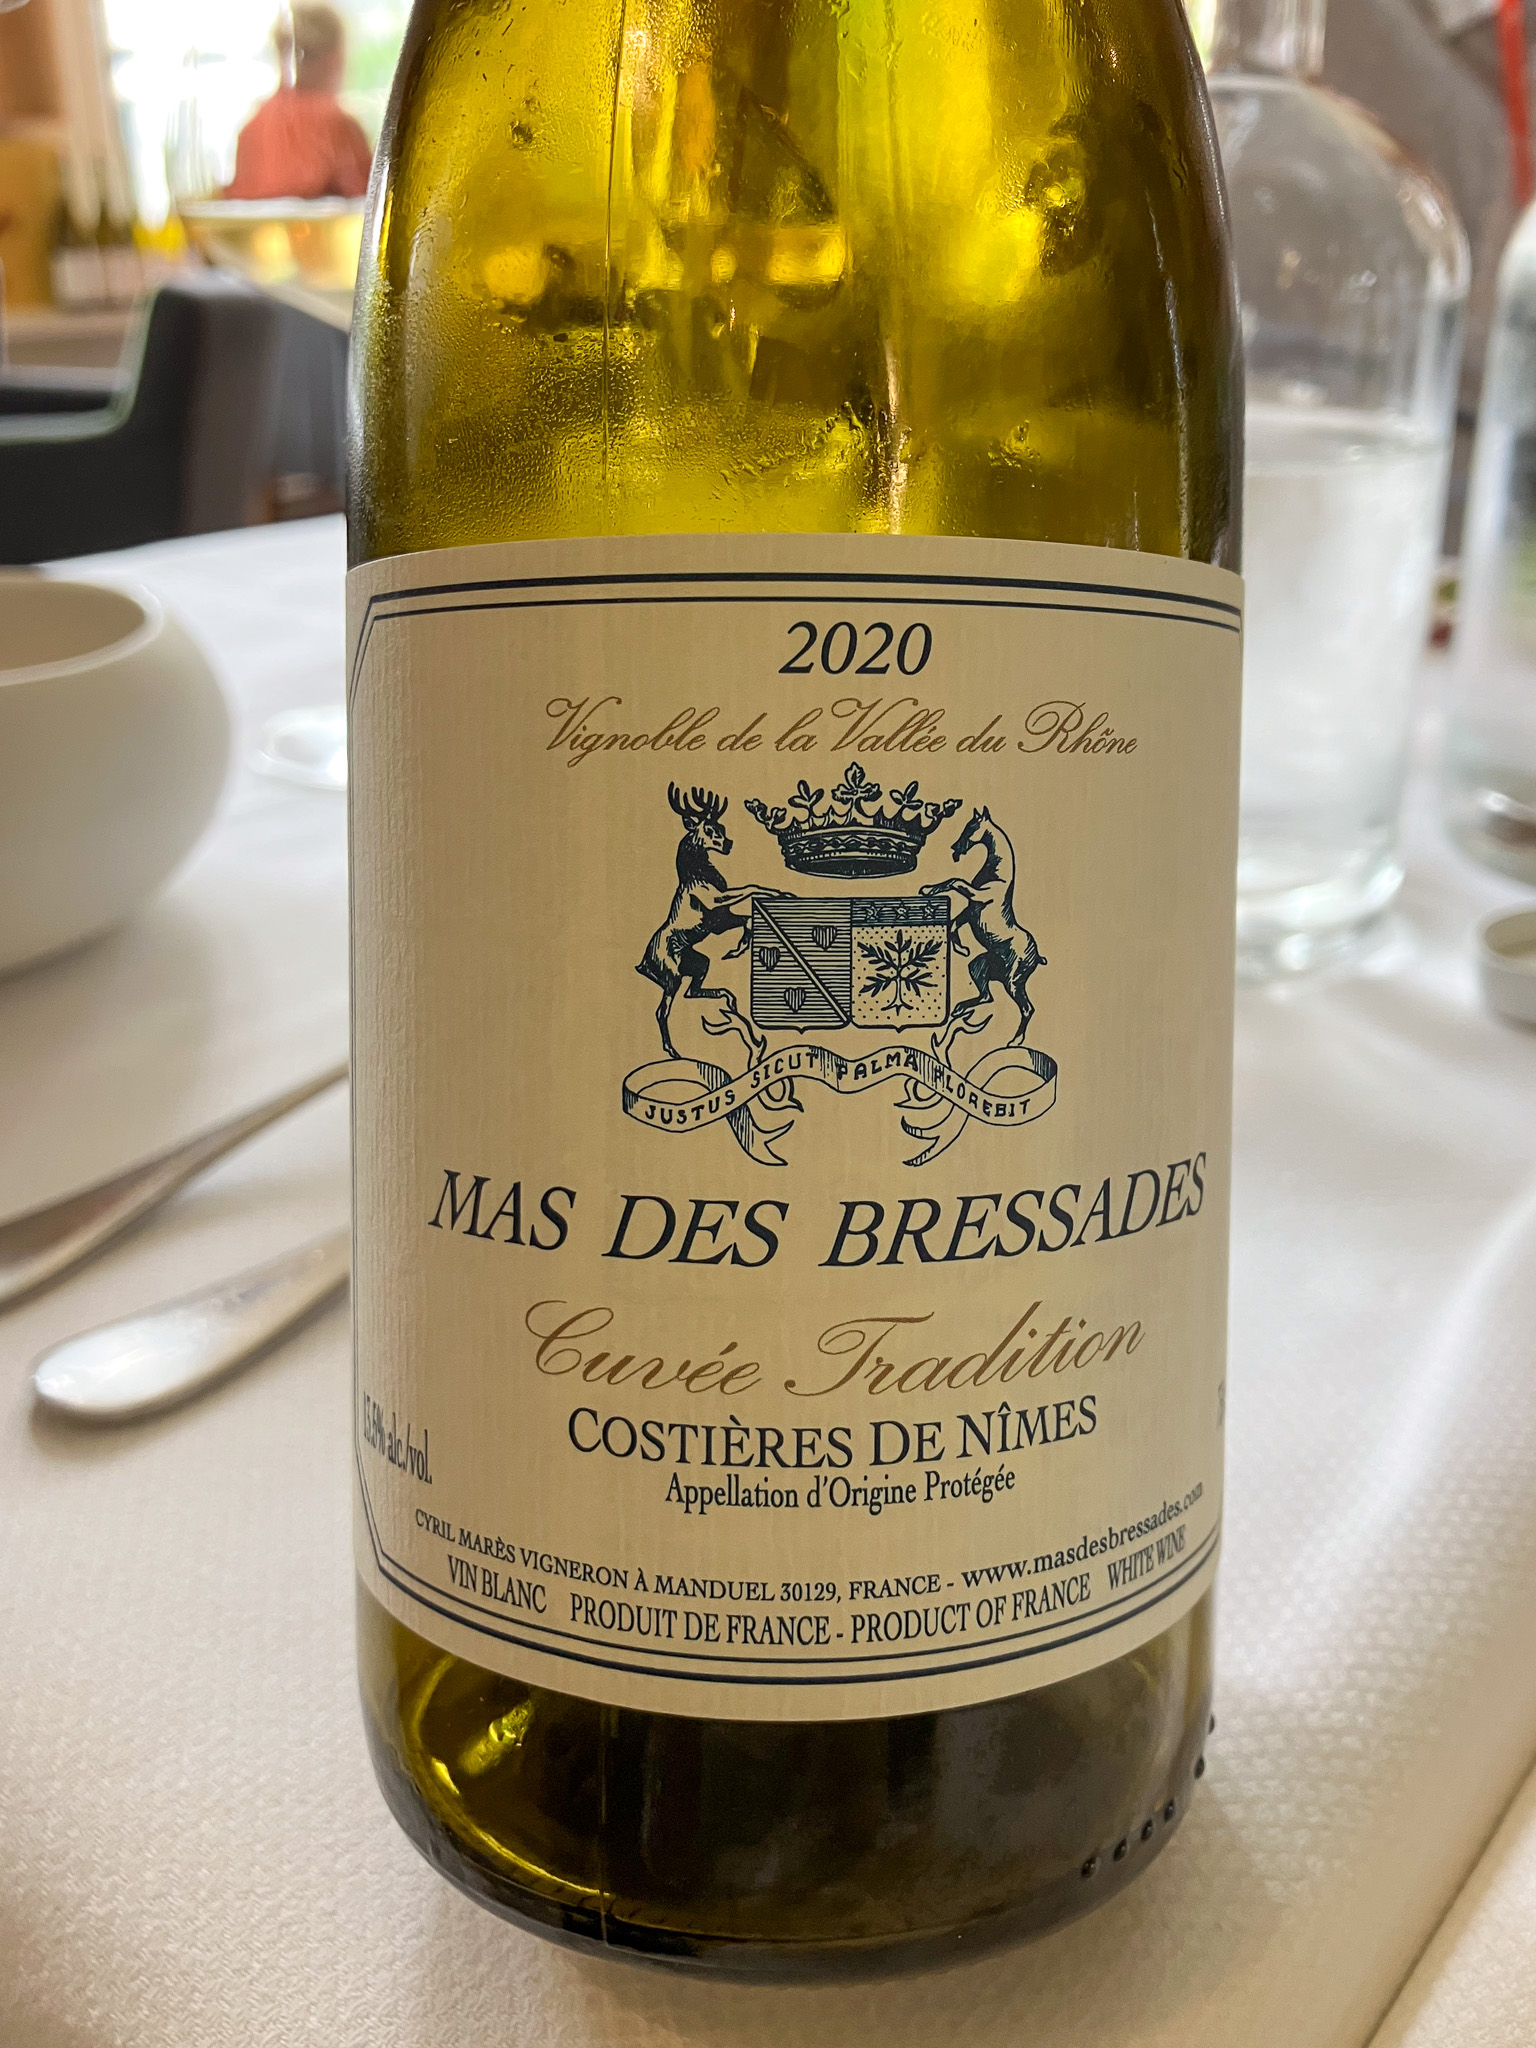 2020
Vignoble de la Vallée du Rhône
JUSTUS SICUT PALMA FLOREBIT
MAS DES BRESSADES
Cuvée Tradition
COSTIÈRES DE NÎMES
Appellation d'Origine Protégée
alc./vol.
CYRIL MARÈS VIGNERON À MANDUEL 30129, FRANCE - www.masdesbressades.com
VIN BLANC PRODUIT DE FRANCE - PRODUCT OF FRANCE WHITE WINE